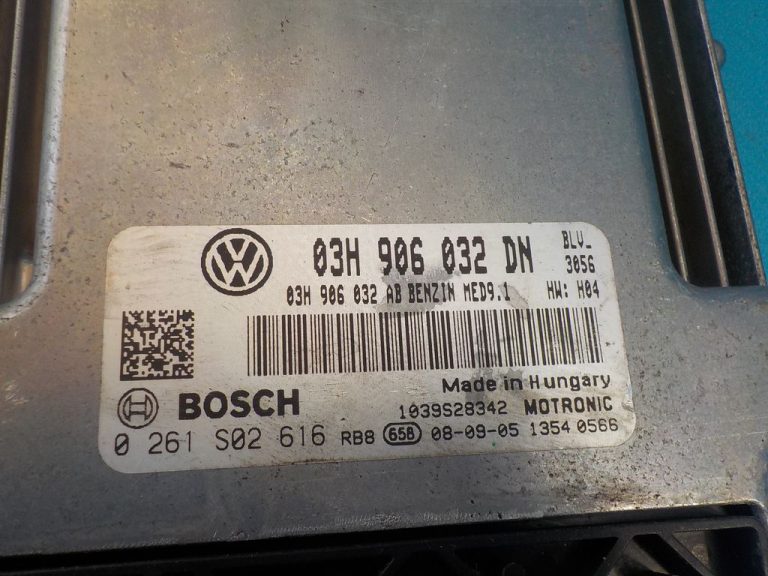 03H 906 032 DN BLV_
3056
03H 906 032 AB BENZIN MED9.1 HW: H04
Made in Hungary
BOSCH 1039S28342 MOTRONIC
0 261 S02 616 RB8 658 08-09-05 1354 0566